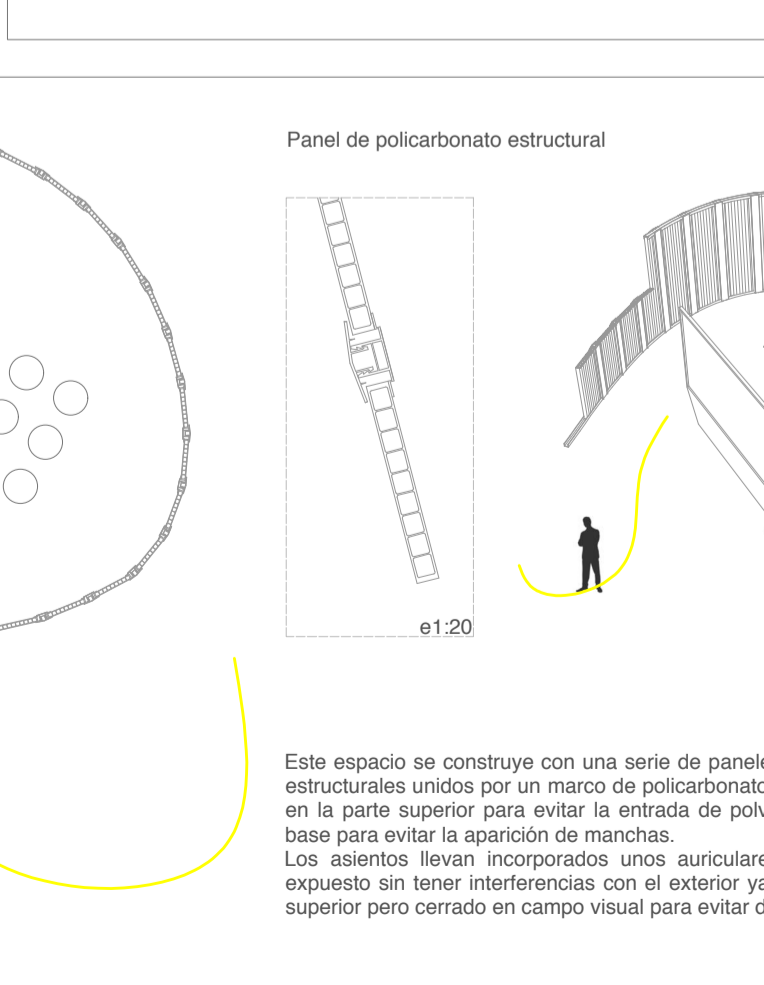 Panel de policarbonato estructural
e1:20
Este espacio se construye con una serie de panele
estructurales unidos por un marco de policarbonato
en la parte superior para evitar la entrada de polv
base para evitar la aparición de manchas.
Los asientos llevan incorporados unos auriculare
expuesto sin tener interferencias con el exterior ya
superior pero cerrado en campo visual para evitar d